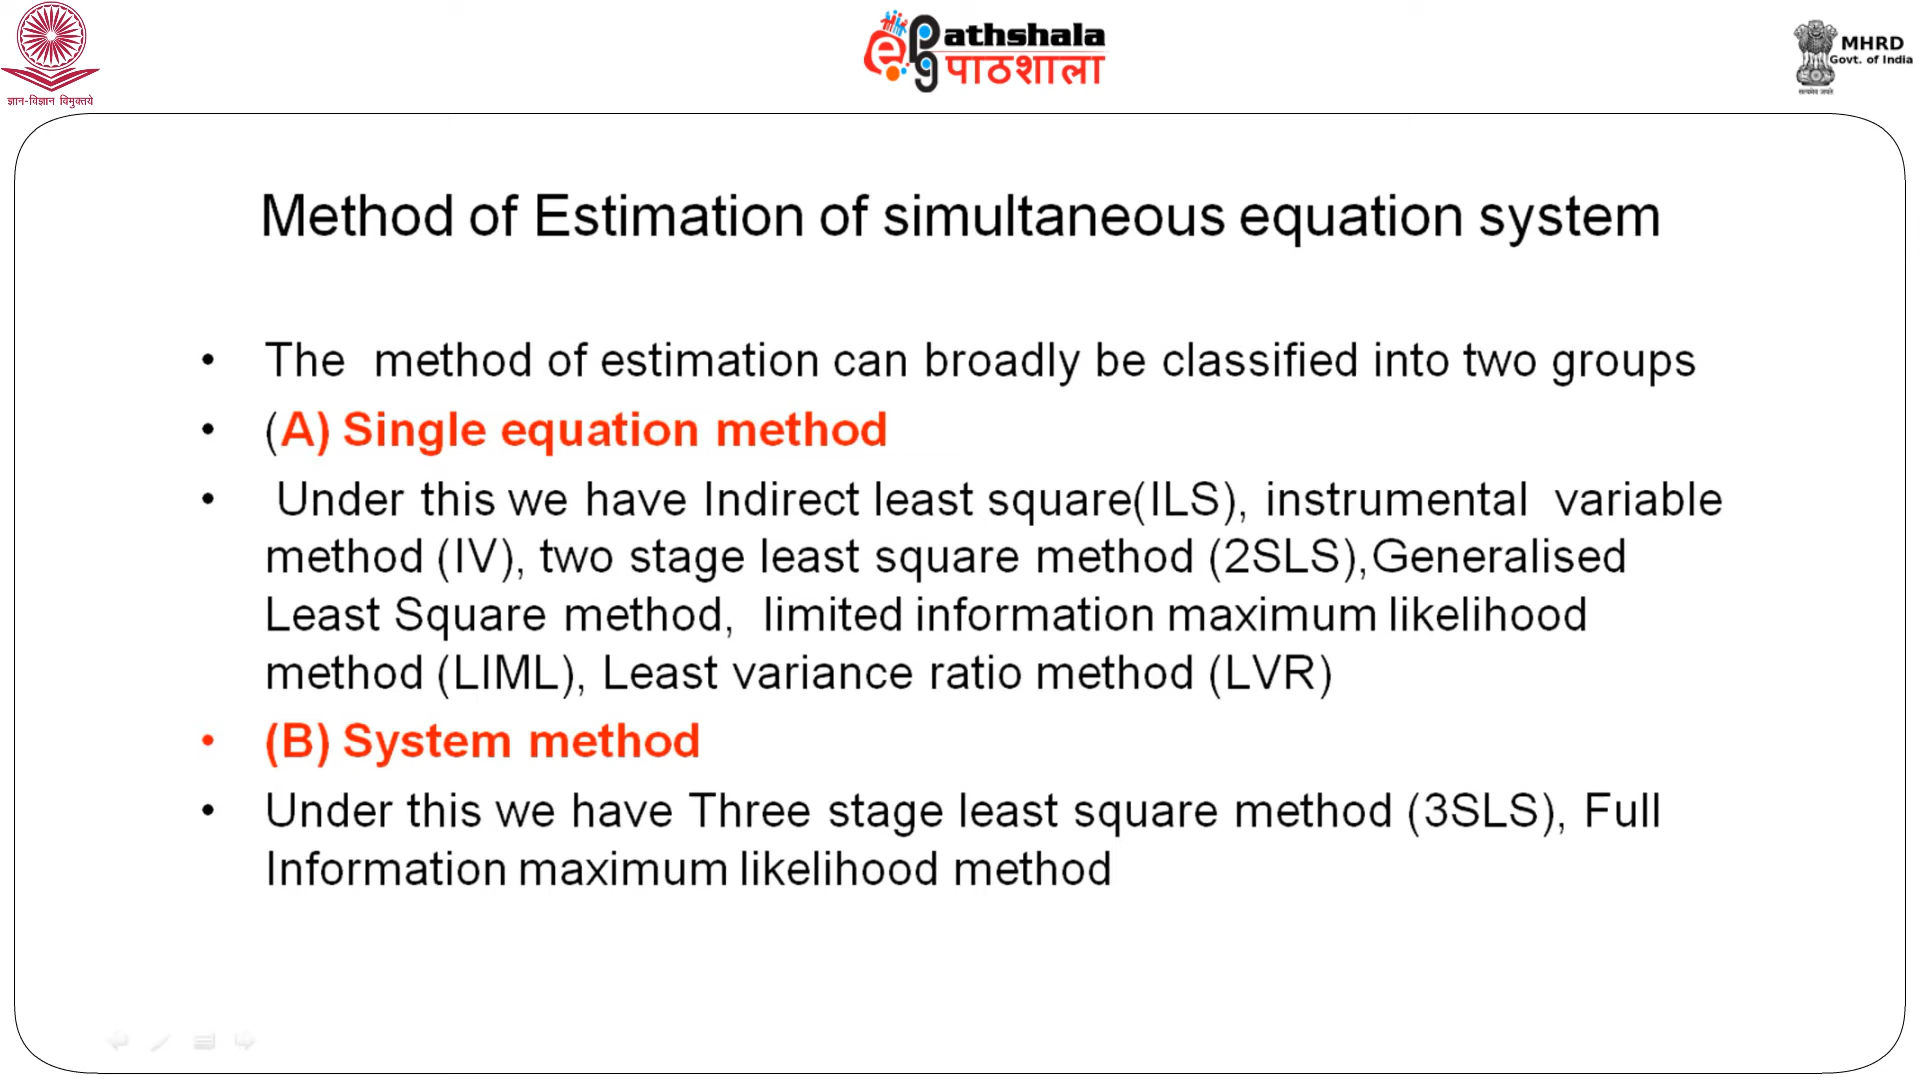 ज्ञान-विज्ञान विमुक्तये
epg
athshala
पाठशाला
MHRD
Govt. of India
सत्यमेव जयते
Method of Estimation of simultaneous equation system
• The method of estimation can broadly be classified into two groups
• (A) Single equation method
• Under this we have Indirect least square(ILS), instrumental variable
method (IV), two stage least square method (2SLS),Generalised
Least Square method, limited information maximum likelihood
method (LIML), Least variance ratio method (LVR)
• (B) System method
• Under this we have Three stage least square method (3SLS), Full
Information maximum likelihood method